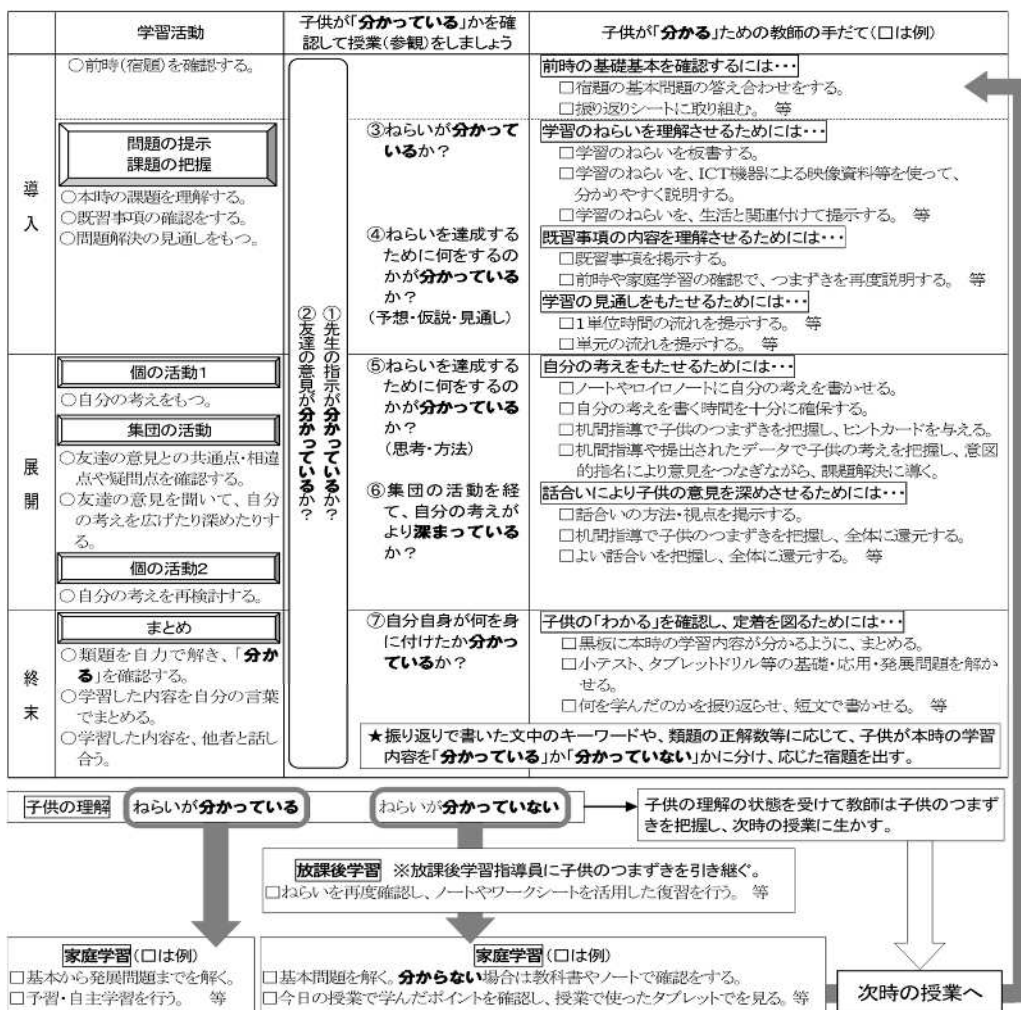 学習活動
子供が「分かっている」かを確
認して授業(参観)をしましょう
子供が「分かる」ための教師の手だて(□は例)
導入
○前時(宿題)を確認する。
問題の提示
課題の把握
○本時の課題を理解する。
○既習事項の確認をする。
○問題解決の見通しをもつ。
①先生の指示が分かっているか?
②友達の意見が分かっているか?
③ねらいが分かって
いるか?
④ねらいを達成する
ために何をするの
かが分かっている
か?
(予想・仮説・見通し)
前時の基礎基本を確認するには・・・
□宿題の基本問題の答え合わせをする。
□振り返りシートに取り組む。 等
学習のねらいを理解させるためには・・・
□学習のねらいを板書する。
□学習のねらいを、ICT機器による映像資料等を使って、
分かりやすく説明する。
□学習のねらいを、生活と関連付けて提示する。 等
既習事項の内容を理解させるためには・・・
□既習事項を掲示する。
□前時や家庭学習の確認で、つまずきを再度説明する。 等
学習の見通しをもたせるためには・・・
□1単位時間の流れを提示する。 等
□単元の流れを提示する。 等
展開
個の活動1
○自分の考えをもつ。
集団の活動
○友達の意見との共通点・相違
点や疑問点を確認する。
○友達の意見を聞いて、自分
の考えを広げたり深めたりす
る。
個の活動2
○自分の考えを再検討する。
⑤ねらいを達成する
ために何をするの
かが分かっている
か?
(思考・方法)
⑥集団の活動を経
て、自分の考えが
より深まっている
か?
自分の考えをもたせるためには・・・
□ノートやロイロノートに自分の考えを書かせる。
□自分の考えを書く時間を十分に確保する。
□机間指導で子供のつまずきを把握し、ヒントカードを与える。
□机間指導や提出されたデータで子供の考えを把握し、意図
的指名により意見をつなぎながら、課題解決に導く。
話合いにより子供の意見を深めさせるためには・・・
□話合いの方法・視点を掲示する。
□机間指導で子供のつまずきを把握し、全体に還元する。
□よい話合いを把握し、全体に還元する。 等
終末
まとめ
○類題を自力で解き、「分か
る」を確認する。
○学習した内容を自分の言葉
でまとめる。
○学習した内容を、他者と話し
合う。
⑦自分自身が何を身
に付けたか分かっ
ているか?
子供の「わかる」を確認し、定着を図るためには・・・
□黒板に本時の学習内容が分かるように、まとめる。
□小テスト、タブレットドリル等の基礎・応用・発展問題を解か
せる。
□何を学んだのかを振り返らせ、短文で書かせる。 等
★振り返りで書いた文中のキーワードや、類題の正解数等に応じて、子供が本時の学習
内容を「分かっている」か「分かっていない」かに分け、応じた宿題を出す。
子供の理解
ねらいが分かっている
ねらいが分かっていない
子供の理解の状態を受けて教師は子供のつまず
きを把握し、次時の授業に生かす。
放課後学習 ※放課後学習指導員に子供のつまずきを引き継ぐ。
□ねらいを再度確認し、ノートやワークシートを活用した復習を行う。 等
家庭学習(□は例)
□基本から発展問題までを解く。
□予習・自主学習を行う。 等
家庭学習(□は例)
□基本問題を解く。分からない場合は教科書やノートで確認をする。
□今日の授業で学んだポイントを確認し、授業で使ったタブレットでを見る。等
次時の授業へ